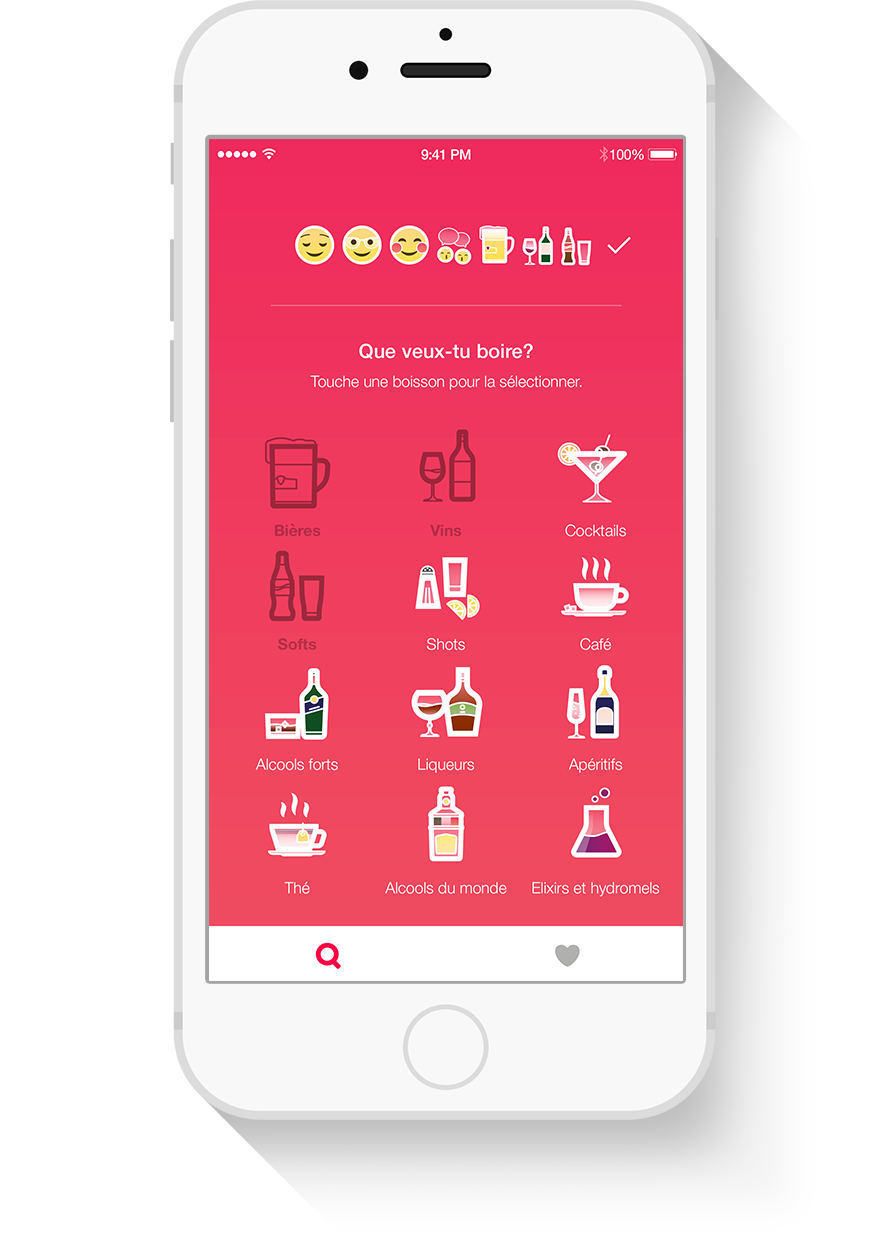 9:41 PM
100%
Que veux-tu boire?
Touche une boisson pour la sélectionner.
Bières
Vins
Cocktails
Softs
Shots
Café
Alcools forts
Liqueurs
Apéritifs
Thé
Alcools du monde
Elixirs et hydromels